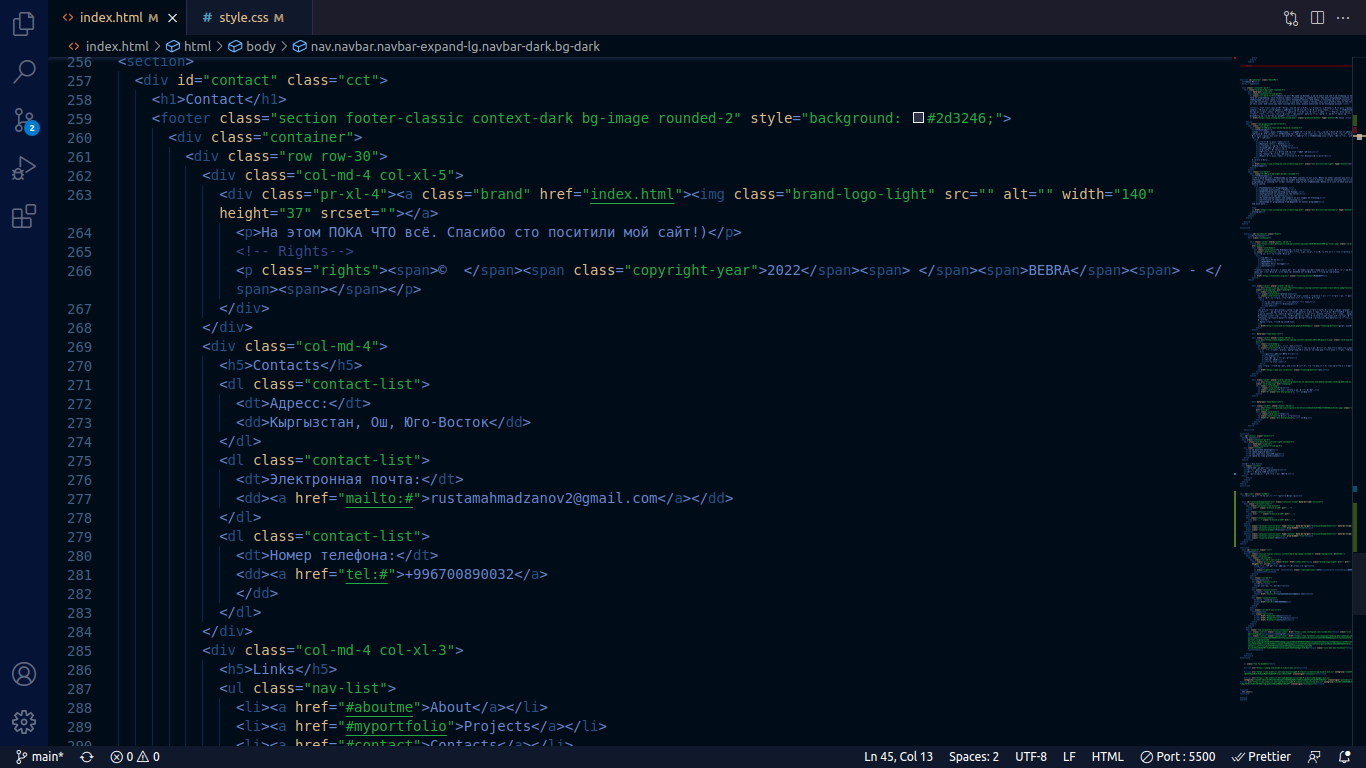 index.html M
# style.css M
index.html > html > body > nav.navbar.navbar-expand-lg.navbar-dark.bg-dark
256 <section>
257 <div id="contact" class="cct">
258 <h1>Contact</h1>
259 <footer class="section footer-classic context-dark bg-image rounded-2" style="background: #2d3246;">
260 <div class="container">
261 <div class="row row-30">
262 <div class="col-md-4 col-xl-5">
263 <div class="pr-xl-4"><a class="brand" href="index.html"><img class="brand-logo-light" src="" alt="" width="140"
height="37" srcset=""></a>
264 <p>На этом ПОКА ЧТО всё. Спасибо сто поситили мой сайт!)</p>
265 <!-- Rights-->
266 <p class="rights"><span>©  </span><span class="copyright-year">2022</span><span> </span><span>BEBRA</span><span> - </
span><span></span></p>
267 </div>
268 </div>
269 <div class="col-md-4">
270 <h5>Contacts</h5>
271 <dl class="contact-list">
272 <dt>Адресс:</dt>
273 <dd>Кыргызстан, Ош, Юго-Восток</dd>
274 </dl>
275 <dl class="contact-list">
276 <dt>Электронная почта:</dt>
277 <dd><a href="mailto:#">rustamahmadzanov2@gmail.com</a></dd>
278 </dl>
279 <dl class="contact-list">
280 <dt>Номер телефона:</dt>
281 <dd><a href="tel:#">+996700890032</a>
282 </dd>
283 </dl>
284 </div>
285 <div class="col-md-4 col-xl-3">
286 <h5>Links</h5>
287 <ul class="nav-list">
288 <li><a href="#aboutme">About</a></li>
289 <li><a href="#myportfolio">Projects</a></li>
290 <li><a href="#contact">Contacts</a></li>
2
main* 0 0 Ln 45, Col 13 Spaces: 2 UTF-8 LF HTML Port : 5500 Prettier